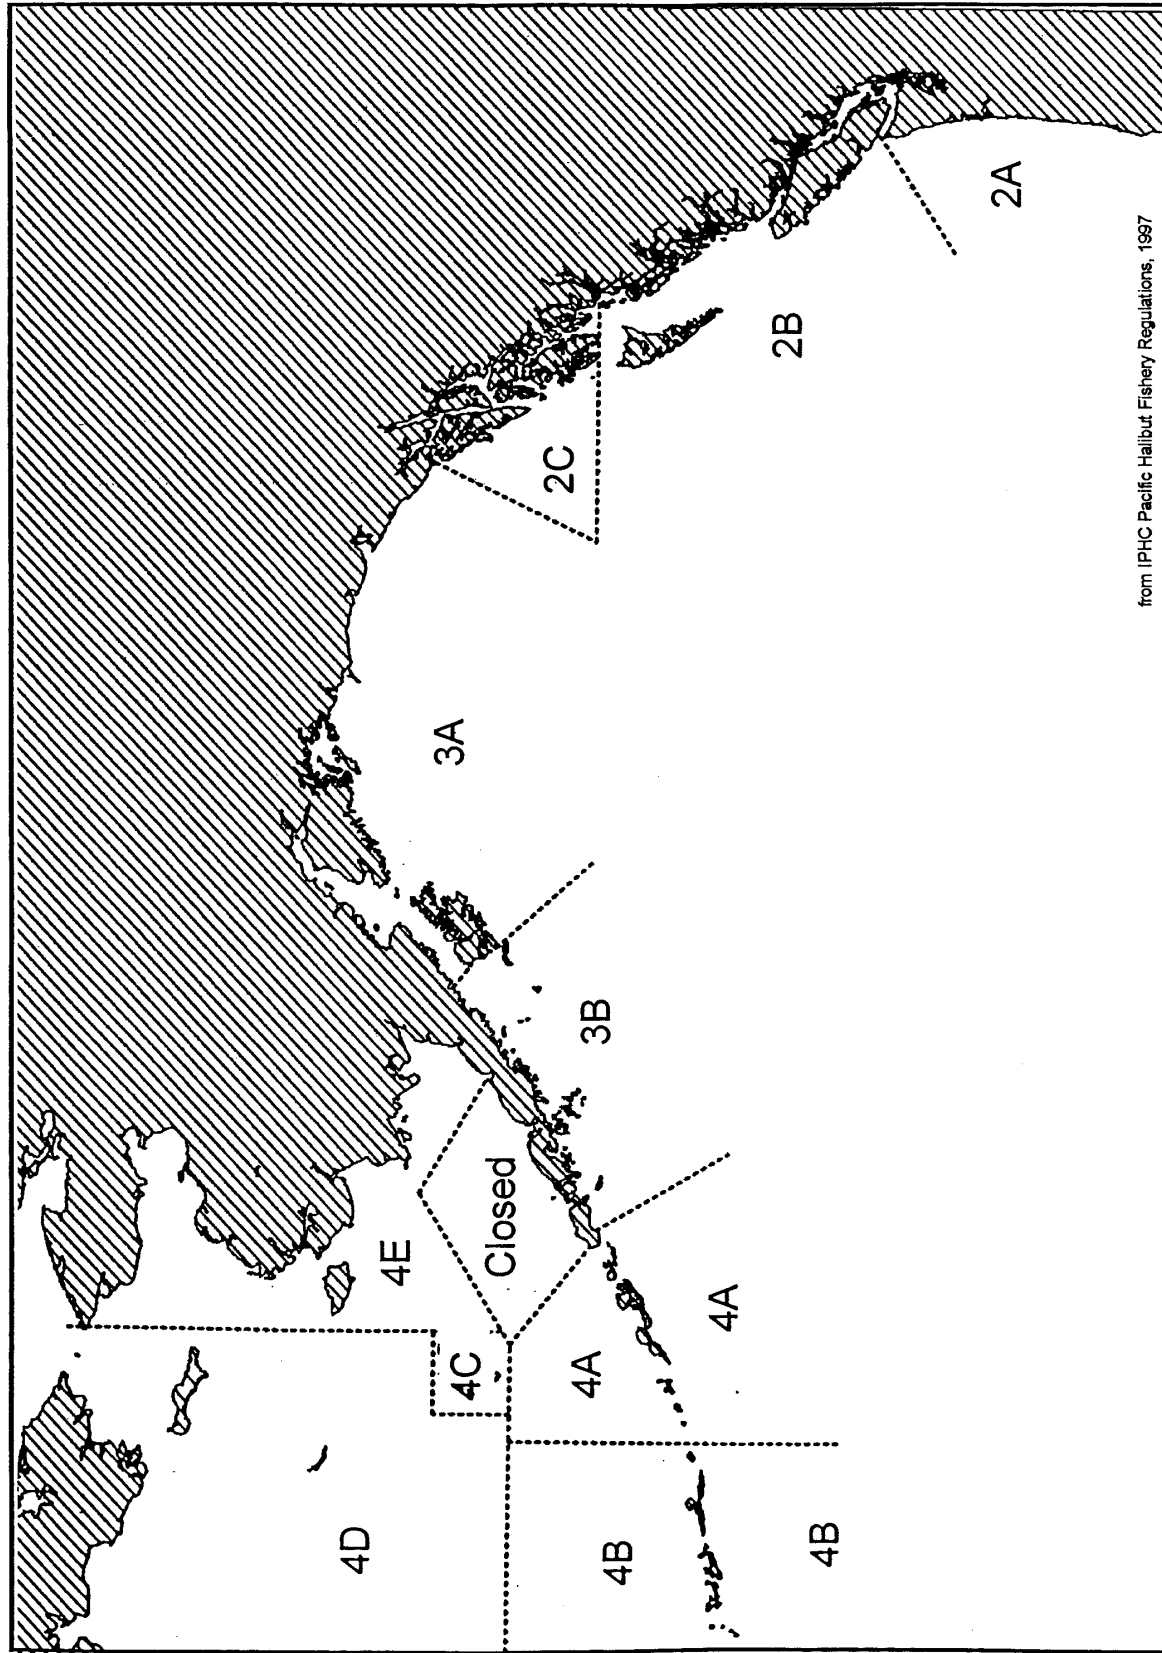 4D
4E
4C
Closed
4A
4B
4B
4A
3B
3A
2C
2B
2A
from IPHC Pacific Halibut Fishery Regulations, 1997